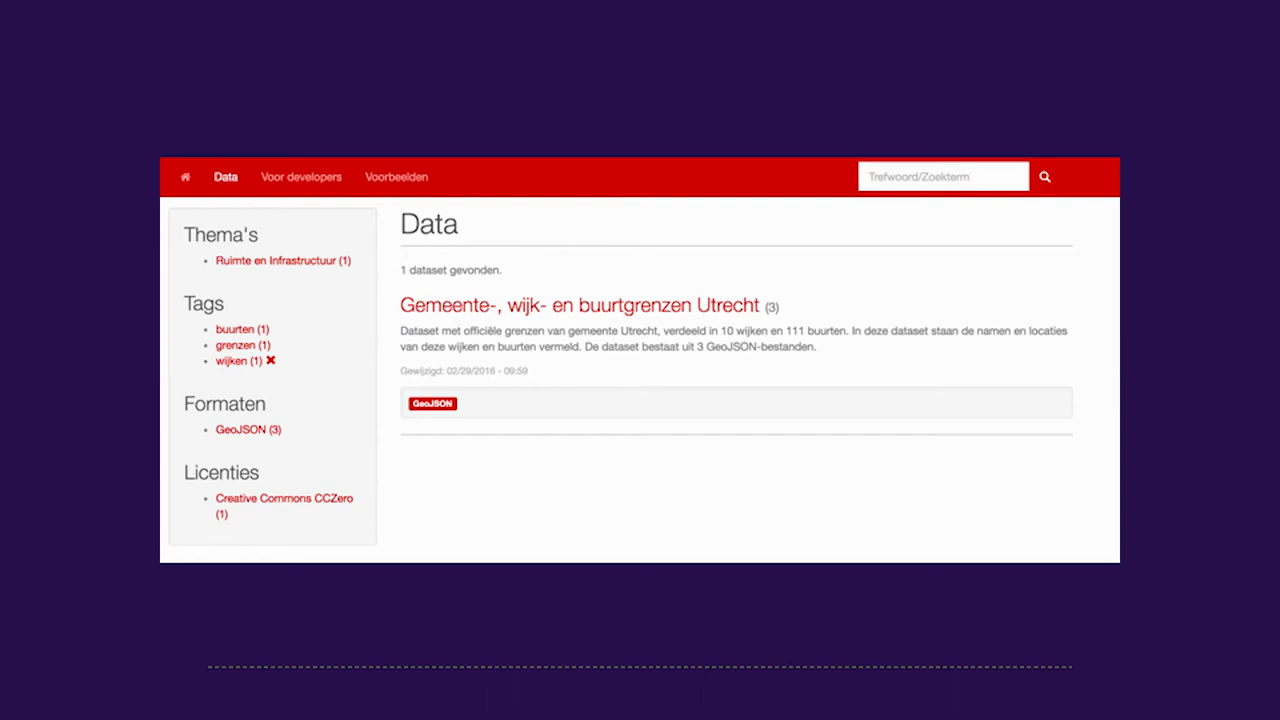 Data
Voor developers
Voorbeelden
Trefwoord/Zoekterm
Thema's
Ruimte en Infrastructuur (1)
Tags
buurten (1)
grenzen (1)
wijken (1)
Formaten
GeoJSON (3)
Licenties
Creative Commons CCZero
(1)
Data
1 dataset gevonden.
Gemeente-, wijk- en buurtgrenzen Utrecht (3)
Dataset met officiële grenzen van gemeente Utrecht, verdeeld in 10 wijken en 111 buurten. In deze dataset staan de namen en locaties
van deze wijken en buurten vermeld. De dataset bestaat uit 3 GeoJSON-bestanden.
Gewijzigd: 02/29/2016 - 09:59
GeoJSON